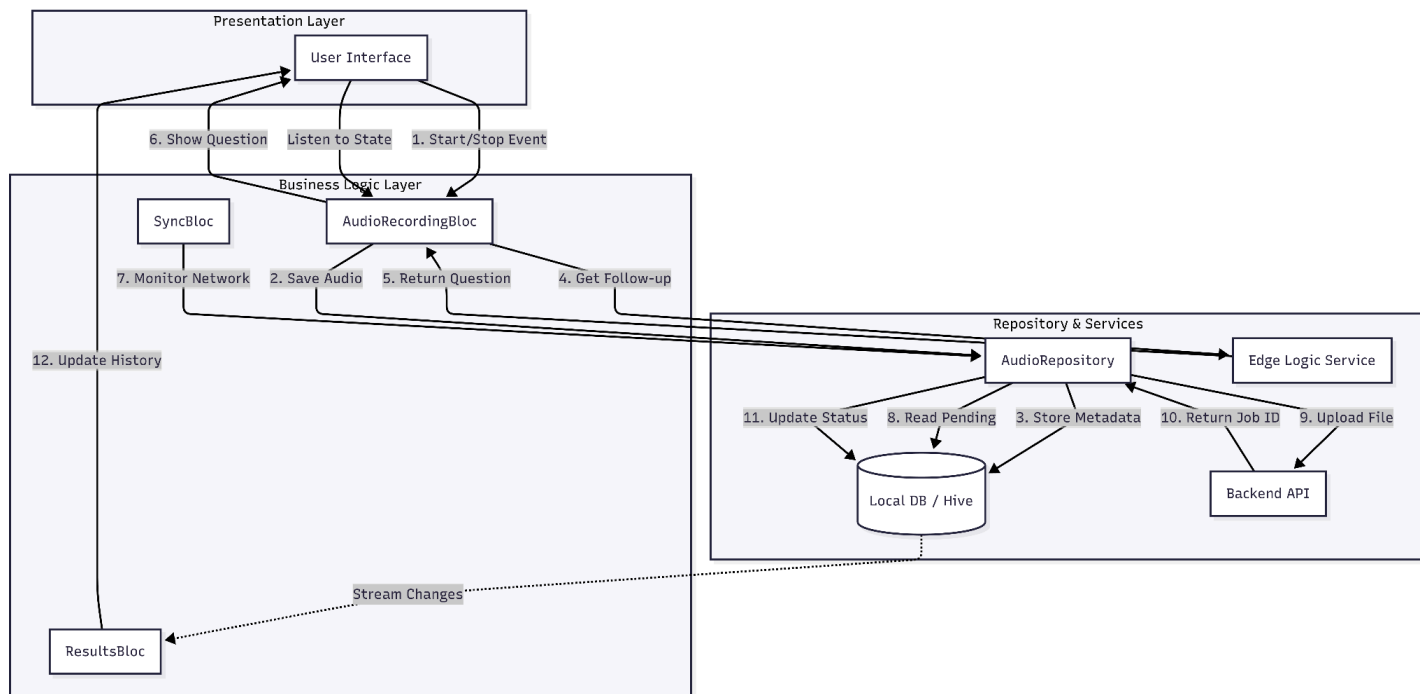 Presentation Layer
User Interface
6. Show Question
Listen to State
1. Start/Stop Event
Business Logic Layer
SyncBloc
AudioRecordingBloc
7. Monitor Network
2. Save Audio
5. Return Question
4. Get Follow-up
Repository & Services
12. Update History
AudioRepository
Edge Logic Service
11. Update Status
8. Read Pending
3. Store Metadata
10. Return Job ID
9. Upload File
Local DB / Hive
Backend API
Stream Changes
ResultsBloc